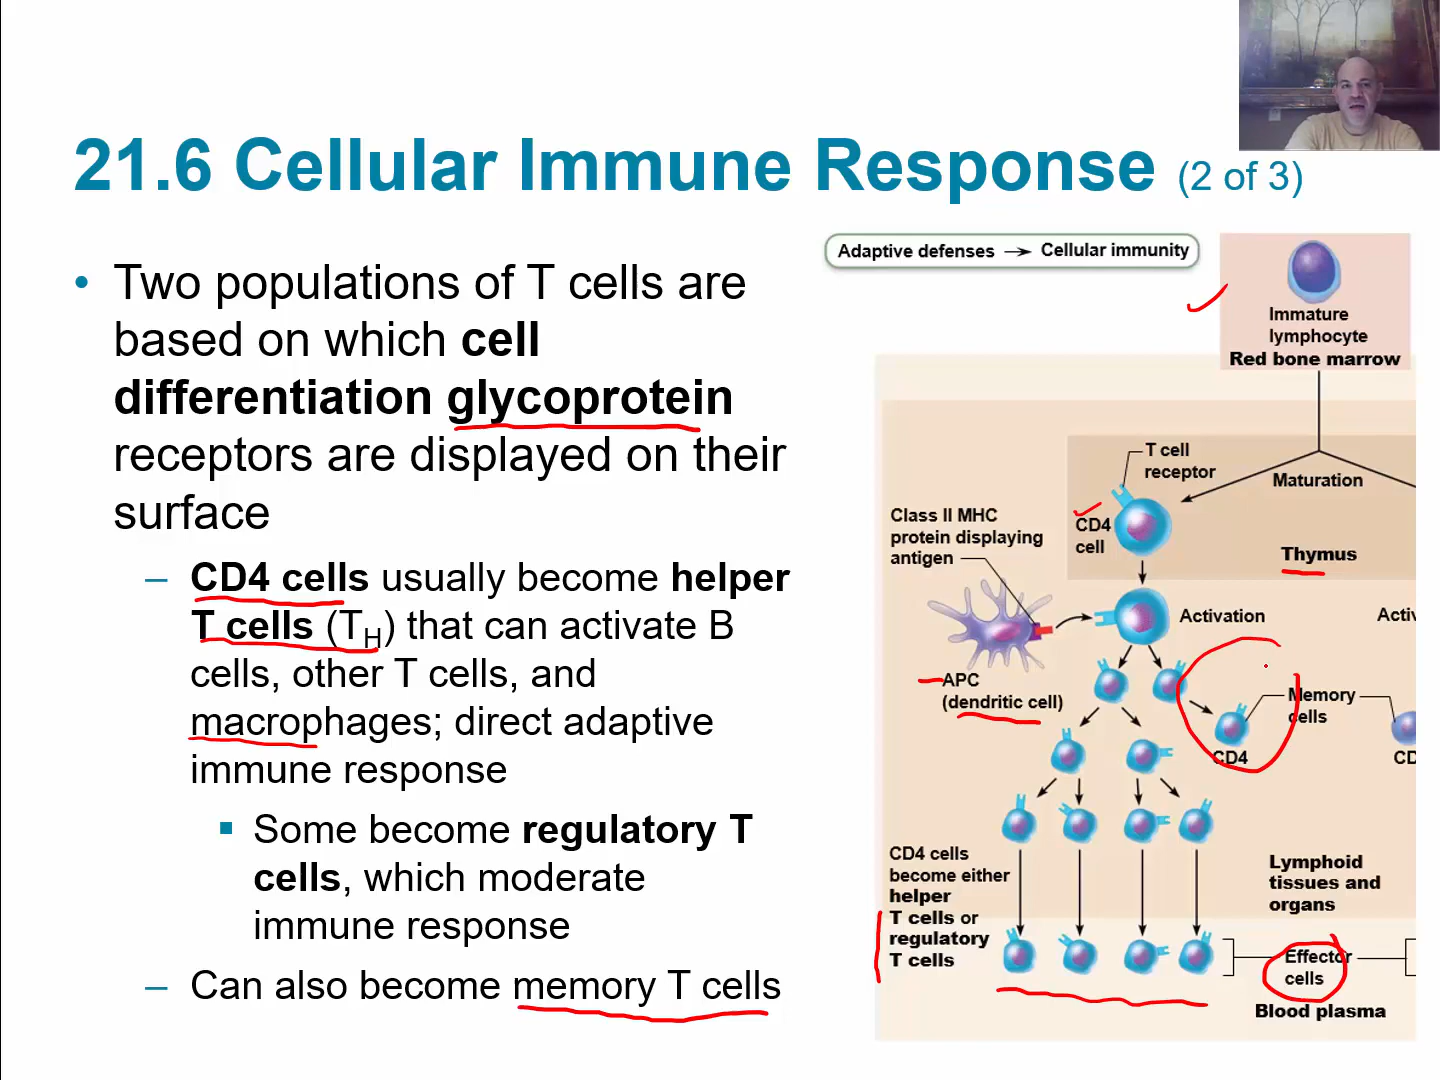 21.6 Cellular Immune Response (2 of 3)
• Two populations of T cells are
based on which cell
differentiation glycoprotein
receptors are displayed on their
surface
– CD4 cells usually become helper
T cells (TH) that can activate B
cells, other T cells, and
macrophages; direct adaptive
immune response
▪ Some become regulatory T
cells, which moderate
immune response
– Can also become memory T cells
Adaptive defenses → Cellular immunity
Immature
lymphocyte
Red bone marrow
T cell
receptor
Maturation
Class II MHC
protein displaying
antigen
CD4
cell
Thymus
Activation
Activ
APC
(dendritic cell)
Memory
cells
CD4
CD
CD4 cells
become either
helper
T cells or
regulatory
T cells
Lymphoid
tissues and
organs
Effector
cells
Blood plasma